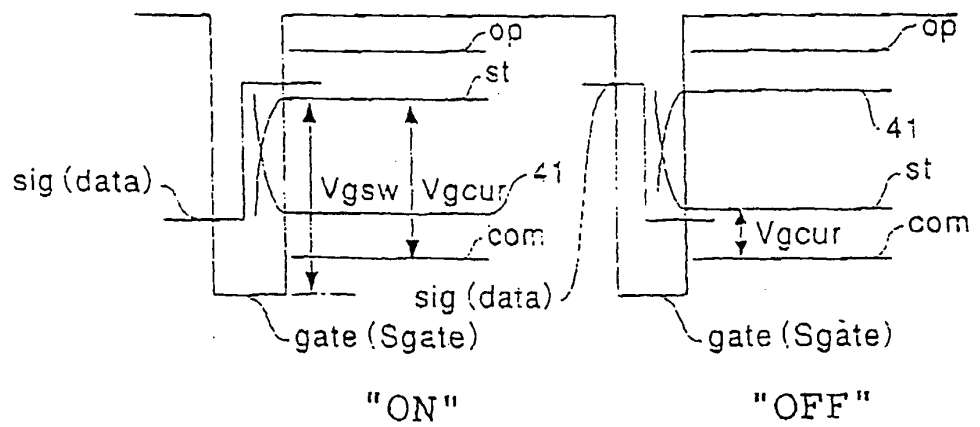 op
op
st
41
sig (data)
Vgsw
Vgcur
41
st
com
Vgcur
com
sig (data)
gate (Sgate)
gate (Sgate)
"ON"
"OFF"